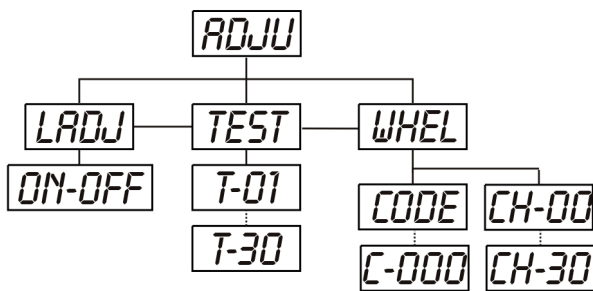 ADJU
LADJ TEST WHEL
ON-OFF T-01 CODE CH-00
T-30 C-000 CH-30